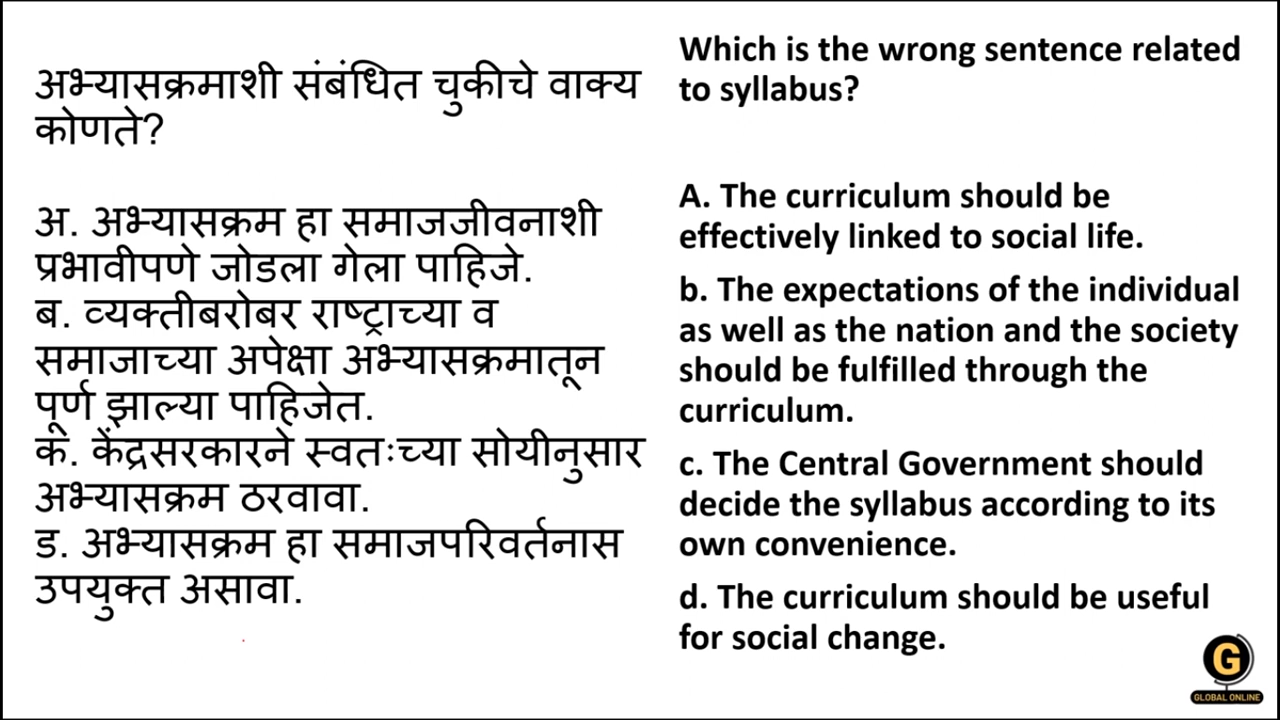 अभ्यासक्रमाशी संबंधित चुकीचे वाक्य
कोणते?
अ. अभ्यासक्रम हा समाजजीवनाशी
प्रभावीपणे जोडला गेला पाहिजे.
ब. व्यक्तीबरोबर राष्ट्राच्या व
समाजाच्या अपेक्षा अभ्यासक्रमातून
पूर्ण झाल्या पाहिजेत.
क. केंद्रसरकारने स्वतःच्या सोयीनुसार
अभ्यासक्रम ठरवावा.
ड. अभ्यासक्रम हा समाजपरिवर्तनास
उपयुक्त असावा.
Which is the wrong sentence related
to syllabus?
A. The curriculum should be
effectively linked to social life.
b. The expectations of the individual
as well as the nation and the society
should be fulfilled through the
curriculum.
c. The Central Government should
decide the syllabus according to its
own convenience.
d. The curriculum should be useful
for social change.
G
GLOBAL ONLINE